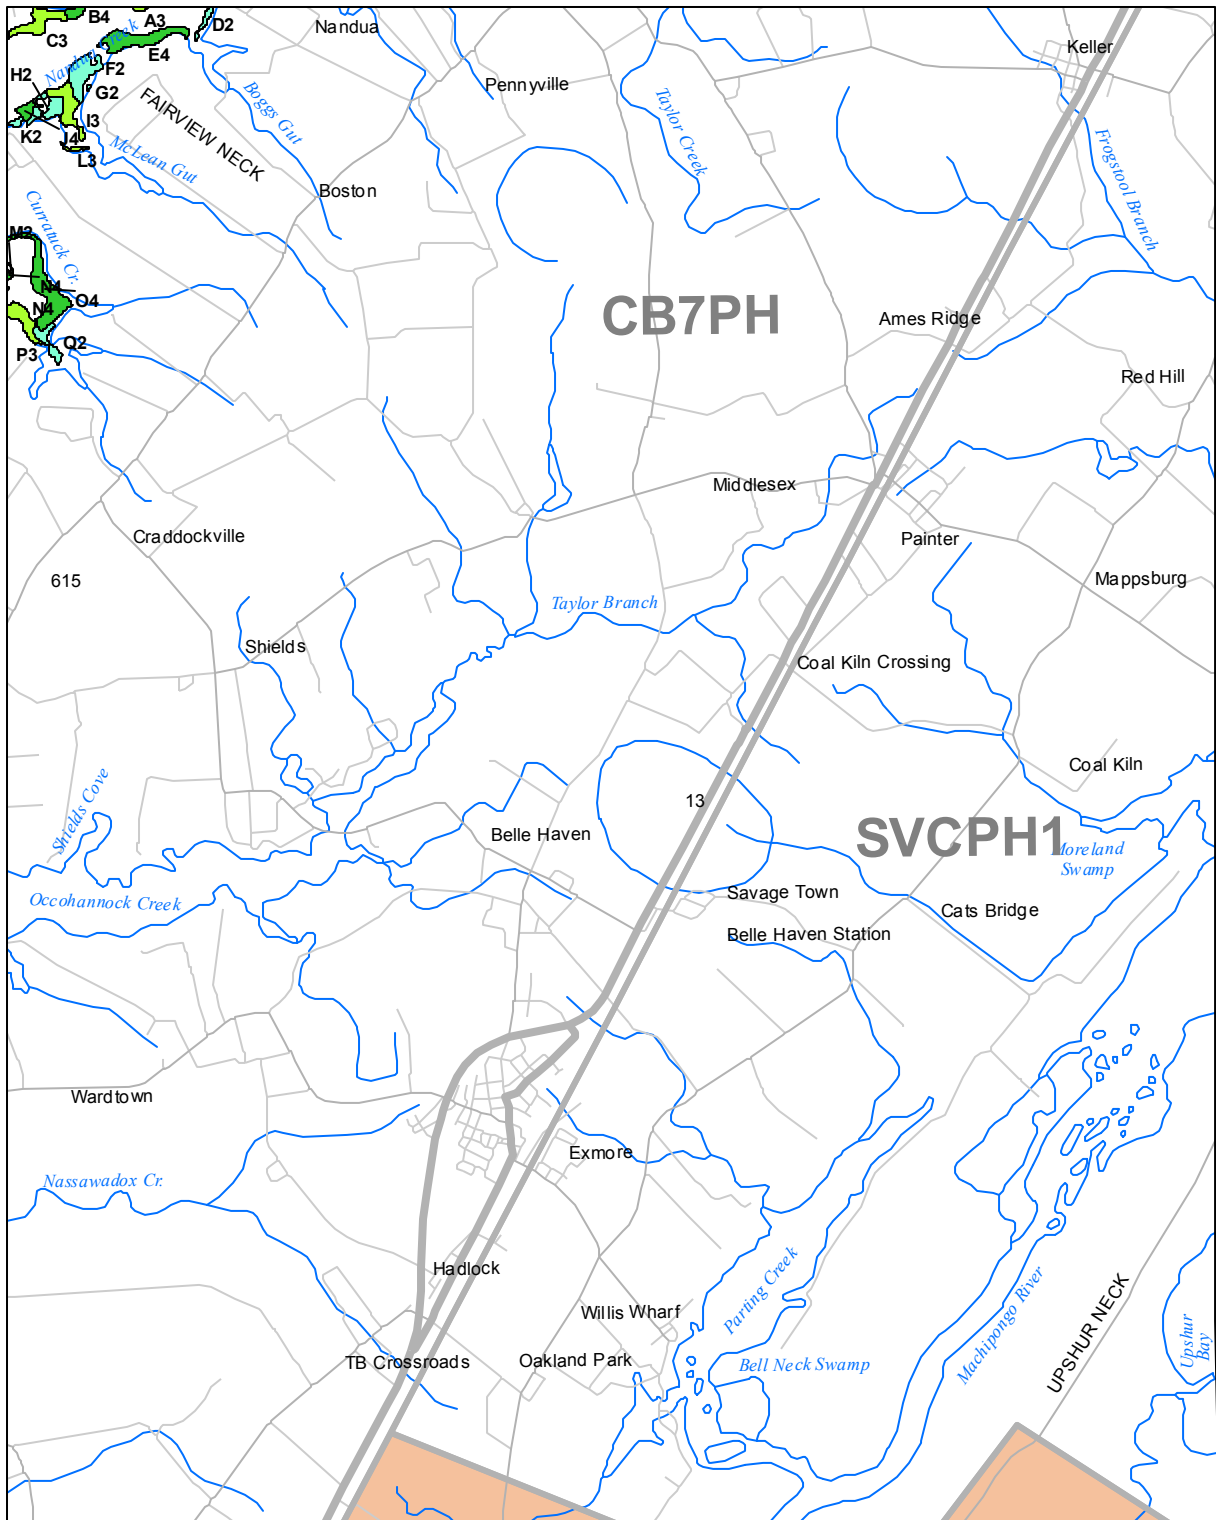 B4
A3
D2
C3
E4
Nandua Creek
F2
H2
G2
I3
K2
J4
L3
Nandua
Keller
Pennyville
Boggs Gut
FAIRVIEW NECK
McLean Gut
Taylor Creek
Frogstool Branch
Boston
Curratuck Cr.
M2
N4
O4
N4
Q2
P3
CB7PH
Ames Ridge
Red Hill
Middlesex
Craddockville
Painter
615
Mappsburg
Taylor Branch
Shields
Coal Kiln Crossing
Coal Kiln
Shields Cove
13
Belle Haven
SVCPH1
Moreland
Swamp
Occohannock Creek
Savage Town
Cats Bridge
Belle Haven Station
Wardtown
Exmore
Nassawadox Cr.
Hadlock
Parting Creek
Machipongo River
UPSHUR NECK
Upshur
Bay
Willis Wharf
TB Crossroads
Oakland Park
Bell Neck Swamp